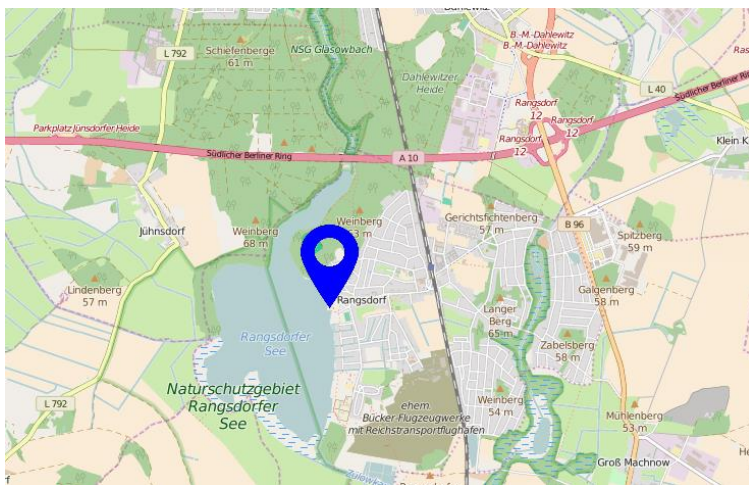 Dahlewitz
L 792
Schiefenberge
61 m
NSG Glasowbach
B.-M.-Dahlewitz
B.-M.-Dahlewitz
Dahlewitzer
Heide
L 40
Südlicher Berliner Ring
Rangsdorf
12
Rangsdorf
12
12
Parkplatz Jünsdorfer Heide
Südlicher Berliner Ring
A 10
Klein K
Jühnsdorf
Weinberg
68 m
Weinberg
63 m
Gerichtsfichtenberg
57 m
B 96
Spitzberg
59 m
Lindenberg
57 m
Rangsdorf
Galgenberg
58 m
Langer
Berg
65 m
Rangsdorfer
See
Zabelsberg
58 m
Naturschutzgebiet
Rangsdorfer
See
L 792
ehem.
Bücker-Flugzeugwerke
mit Reichstransportflughafen
Weinberg
54 m
Mühlenberg
53 m
Groß Machnow
Zülowka